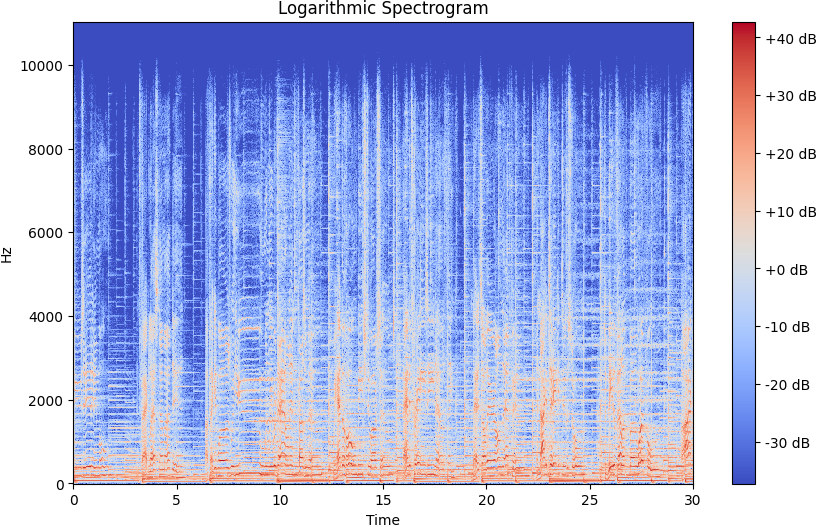 Logarithmic Spectrogram
Hz
10000
8000
6000
4000
2000
0
0 5 10 15 20 25 30
Time
+40 dB
+30 dB
+20 dB
+10 dB
+0 dB
-10 dB
-20 dB
-30 dB